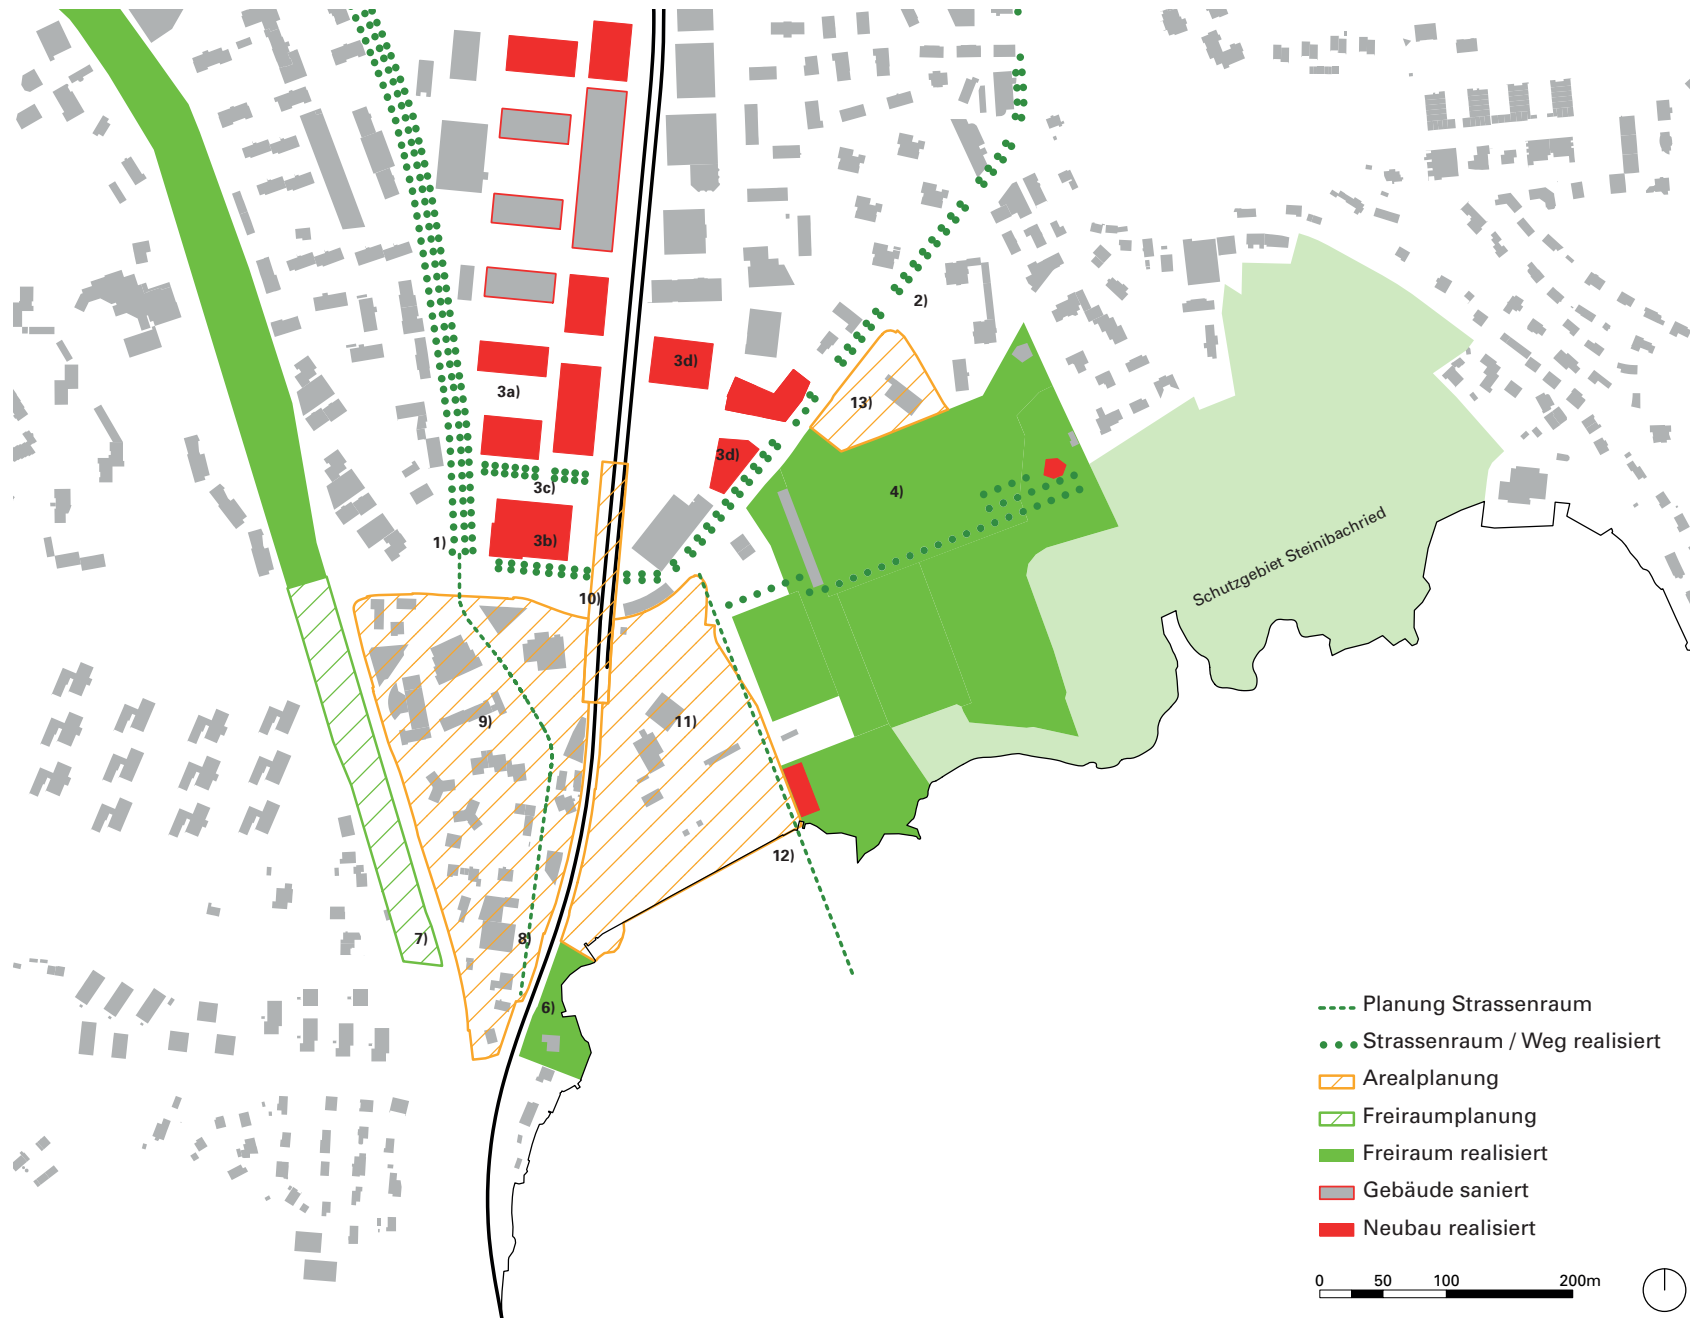 2)
3d)
3a)
13)
3d)
3c)
4)
1)
3b)
Schutzgebiet Steinibachried
10)
9)
11)
12)
7)
8)
6)
Planung Strassenraum
Strassenraum / Weg realisiert
Arealplanung
Freiraumplanung
Freiraum realisiert
Gebäude saniert
Neubau realisiert
0 50 100 200m